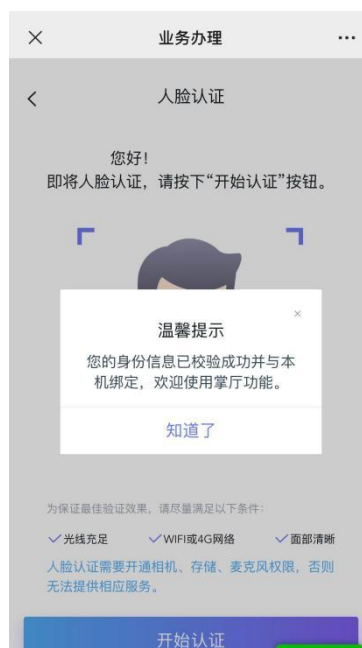 业务办理
人脸认证
您好！
即将人脸认证，请按下“开始认证”按钮。
温馨提示
您的身份信息已校验成功并与本
机绑定，欢迎使用掌厅功能。
知道了
为保证最佳验证效果，请尽量满足以下条件：
光线充足 WIFI或4G网络 面部清晰
人脸认证需要开通相机、存储、麦克风权限，否则
无法提供相应服务。
开始认证